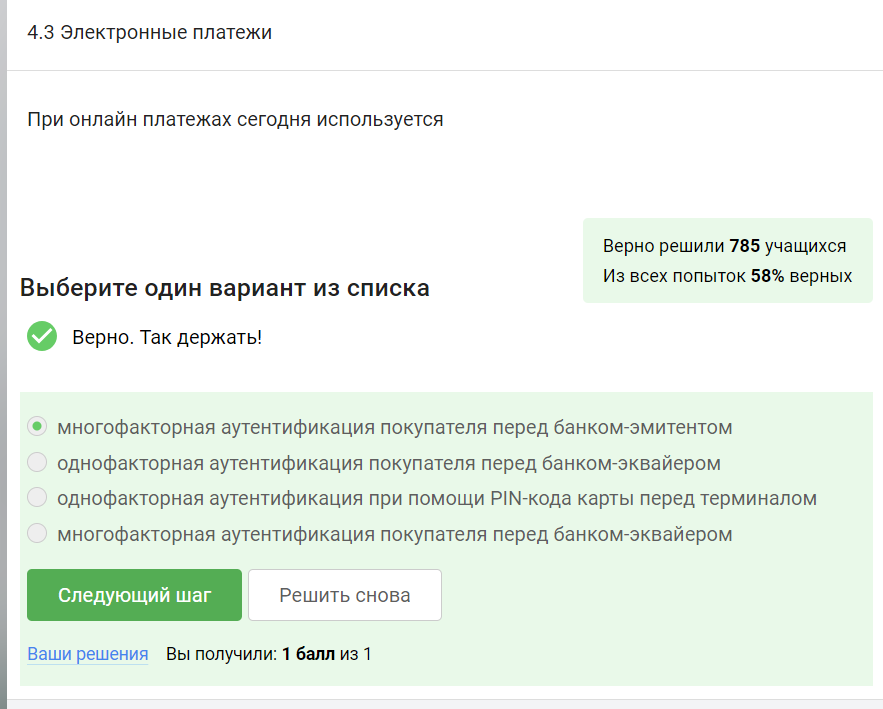 4.3 Электронные платежи
При онлайн платежах сегодня используется
Верно решили 785 учащихся
Из всех попыток 58% верных
Выберите один вариант из списка
Верно. Так держать!
многофакторная аутентификация покупателя перед банком-эмитентом
однофакторная аутентификация покупателя перед банком-эквайером
однофакторная аутентификация при помощи PIN-кода карты перед терминалом
многофакторная аутентификация покупателя перед банком-эквайером
Следующий шаг
Решить снова
Ваши решения Вы получили: 1 балл из 1